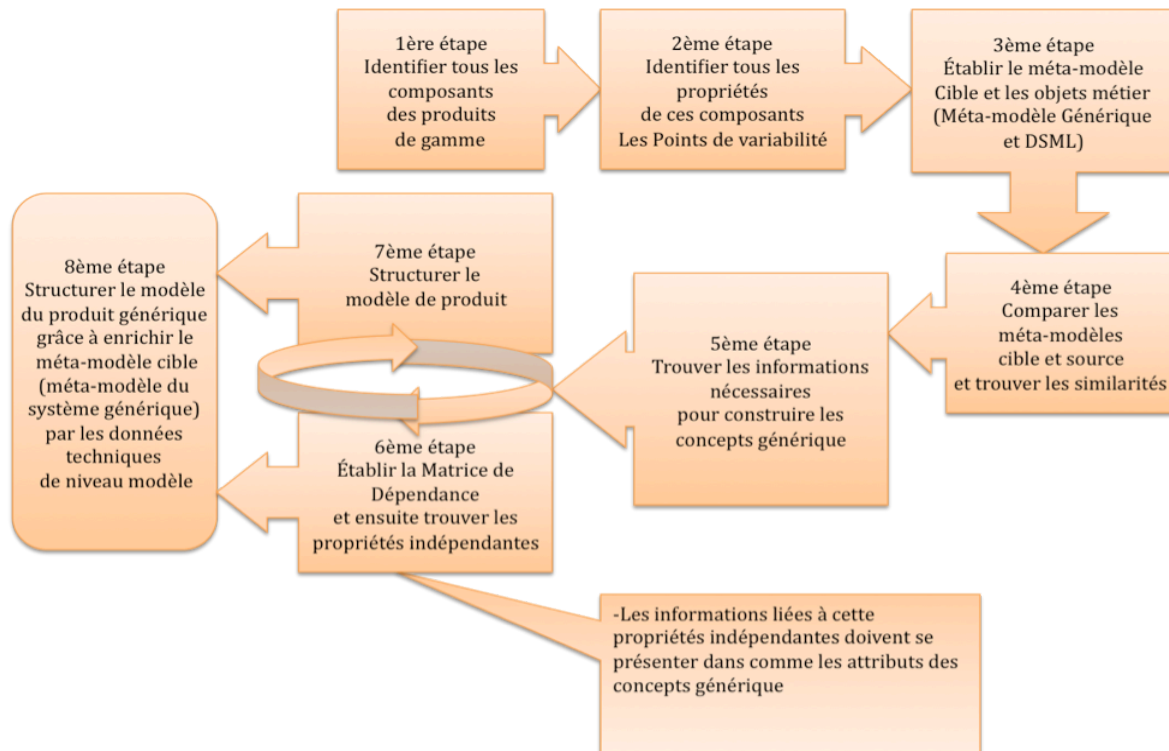 1ère étape
Identifier tous les
composants
des produits
de gamme
2ème étape
Identifier tous les
propriétés
de ces composants
Les Points de variabilité
3ème étape
Établir le méta-modèle
Cible et les objets métier
(Méta-modèle Générique
et DSML)
4ème étape
Comparer les
méta-modèles
cible et source
et trouver les similarités
5ème étape
Trouver les informations
nécessaires
pour construire les
concepts générique
6ème étape
Établir la Matrice de
Dépendance
et ensuite trouver les
propriétés indépendantes
-Les informations liées à cette
propriétés indépendantes doivent se
présenter dans comme les attributs des
concepts générique
7ème étape
Structurer le
modèle de produit
8ème étape
Structurer le modèle
du produit générique
grâce à enrichir le
méta-modèle cible
(méta-modèle du
système générique)
par les données
techniques
de niveau modèle